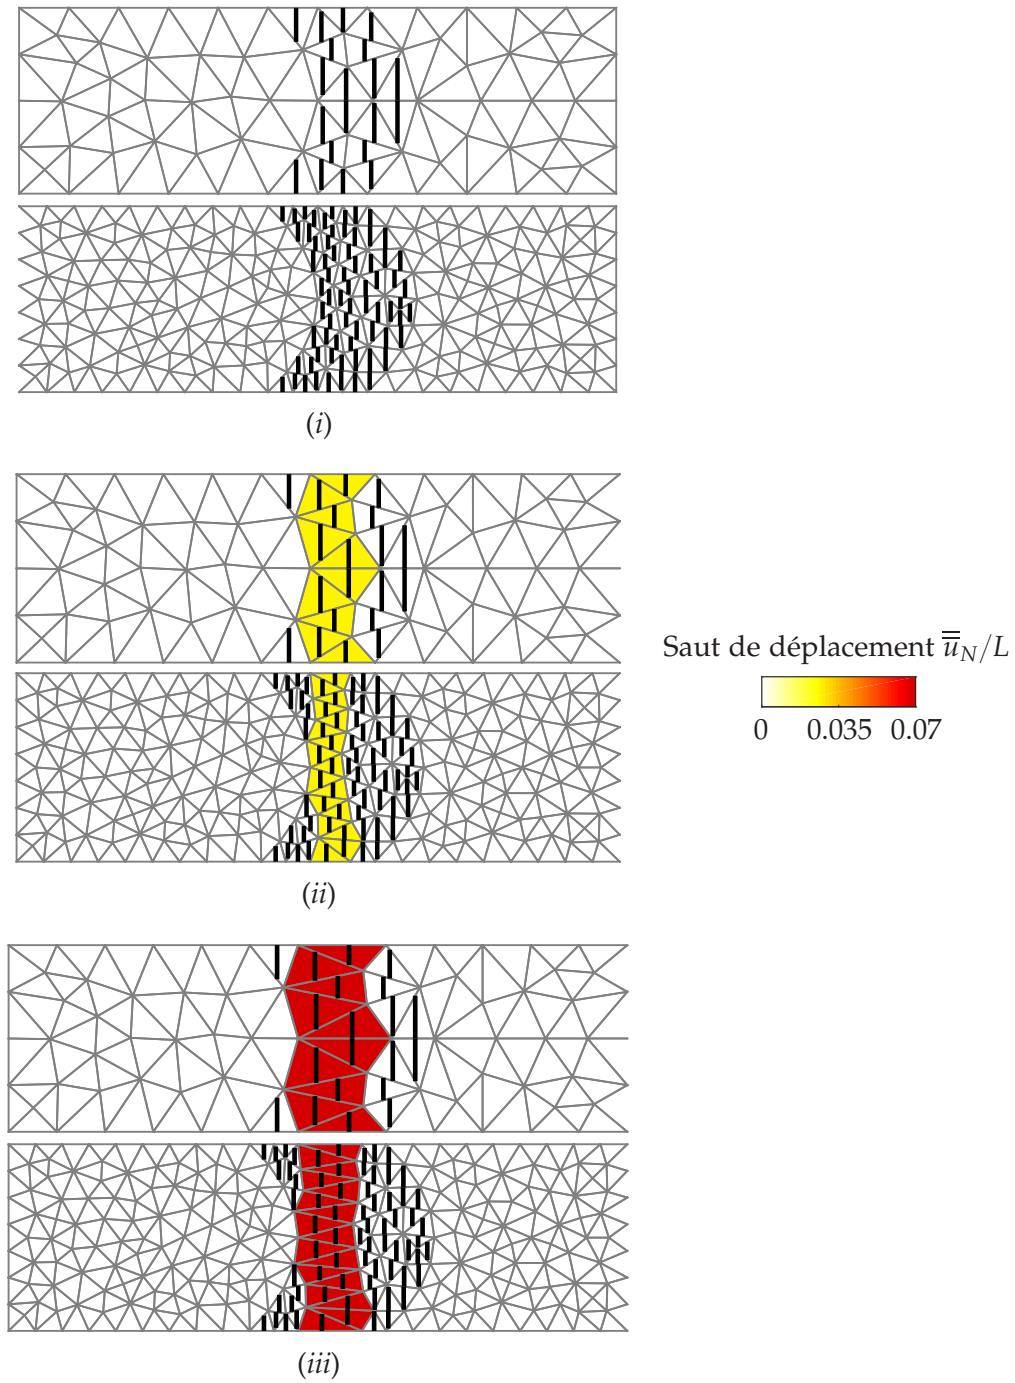 (i)
(ii)
Saut de déplacement u̿_N/L
0 0.035 0.07
(iii)